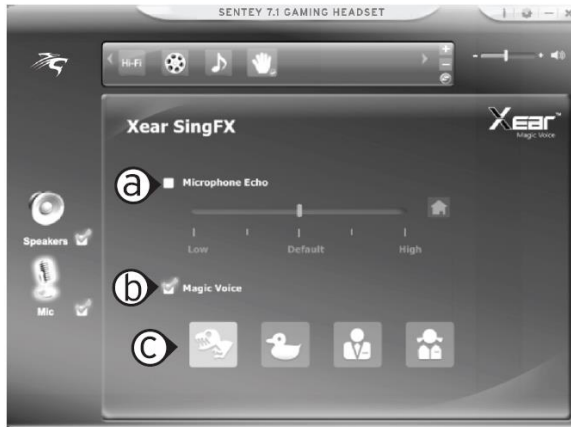 SENTEY 7.1 GAMING HEADSET
Hi-Fi
Xear SingFX
Xear™
Magic Voice
a Microphone Echo
Low Default High
b Magic Voice
c
Speakers
Mic